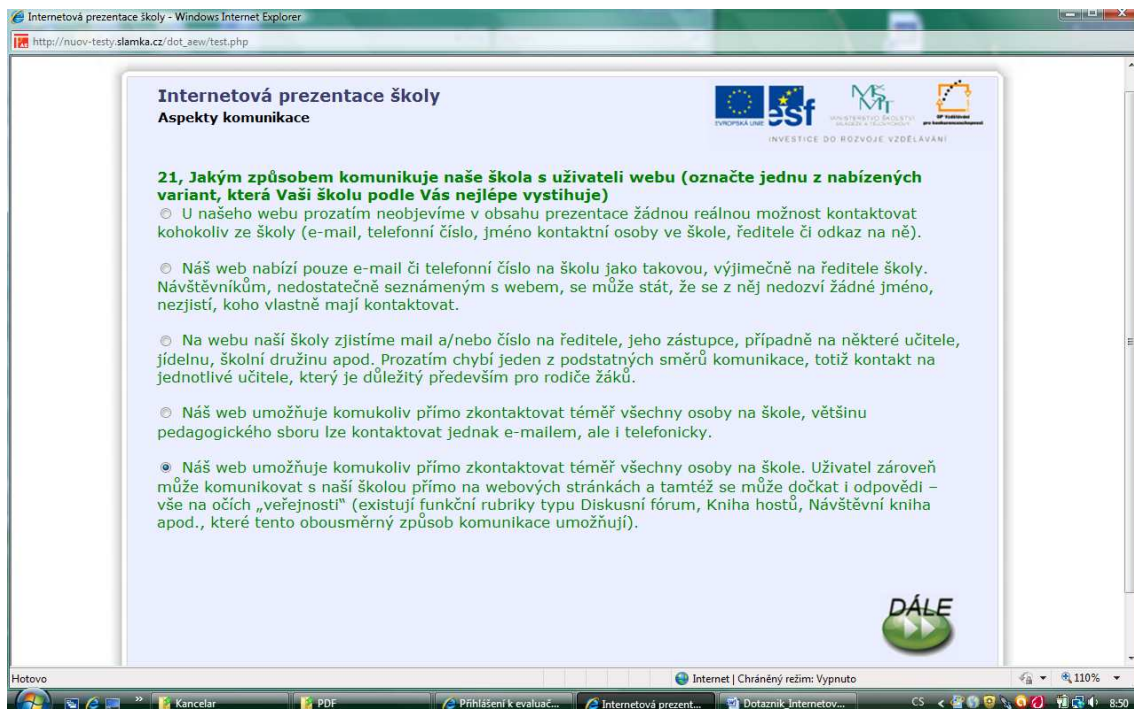 Internetová prezentace školy - Windows Internet Explorer
http://nuov-testy.slamka.cz/dot_aew/test.php
Internetová prezentace školy
Aspekty komunikace
EVROPSKÁ UNIE
esf
MŠMT
INVESTICE DO ROZVOJE VZDĚLÁVÁNÍ
21, Jakým způsobem komunikuje naše škola s uživateli webu (označte jednu z nabízených
variant, která Vaši školu podle Vás nejlépe vystihuje)
U našeho webu prozatím neobjevíme v obsahu prezentace žádnou reálnou možnost kontaktovat
kohokoliv ze školy (e-mail, telefonní číslo, jméno kontaktní osoby ve škole, ředitele či odkaz na ně).
Náš web nabízí pouze e-mail či telefonní číslo na školu jako takovou, výjimečně na ředitele školy.
Návštěvníkům, nedostatečně seznámeným s webem, se může stát, že se z něj nedozví žádné jméno,
nezjistí, koho vlastně mají kontaktovat.
Na webu naší školy zjistíme mail a/nebo číslo na ředitele, jeho zástupce, případně na některé učitele,
jídelnu, školní družinu apod. Prozatím chybí jeden z podstatných směrů komunikace, totiž kontakt na
jednotlivé učitele, který je důležitý především pro rodiče žáků.
Náš web umožňuje komukoliv přímo zkontaktovat téměř všechny osoby na škole, většinu
pedagogického sboru lze kontaktovat jednak e-mailem, ale i telefonicky.
Náš web umožňuje komukoliv přímo zkontaktovat téměř všechny osoby na škole. Uživatel zároveň
může komunikovat s naší školou přímo na webových stránkách a tamtéž se může dočkat i odpovědi –
vše na očích „veřejnosti“ (existují funkční rubriky typu Diskusní fórum, Kniha hostů, Návštěvní kniha
apod., které tento obousměrný způsob komunikace umožňují).
DÁLE
Hotovo
Internet | Chráněný režim: Vypnuto
110%
Kancelar
PDF
Přihlášení k evaluač...
Internetová prezent...
Dotaznik_Internetov...
CS
8:50